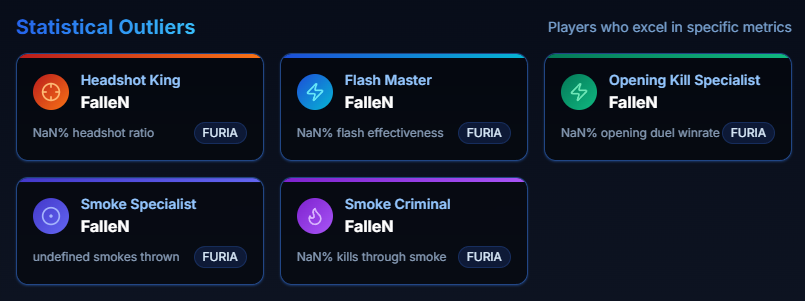 Statistical Outliers
Players who excel in specific metrics
Headshot King
FalleN
NaN% headshot ratio
FURIA
Flash Master
FalleN
NaN% flash effectiveness
FURIA
Opening Kill Specialist
FalleN
NaN% opening duel winrate
FURIA
Smoke Specialist
FalleN
undefined smokes thrown
FURIA
Smoke Criminal
FalleN
NaN% kills through smoke
FURIA